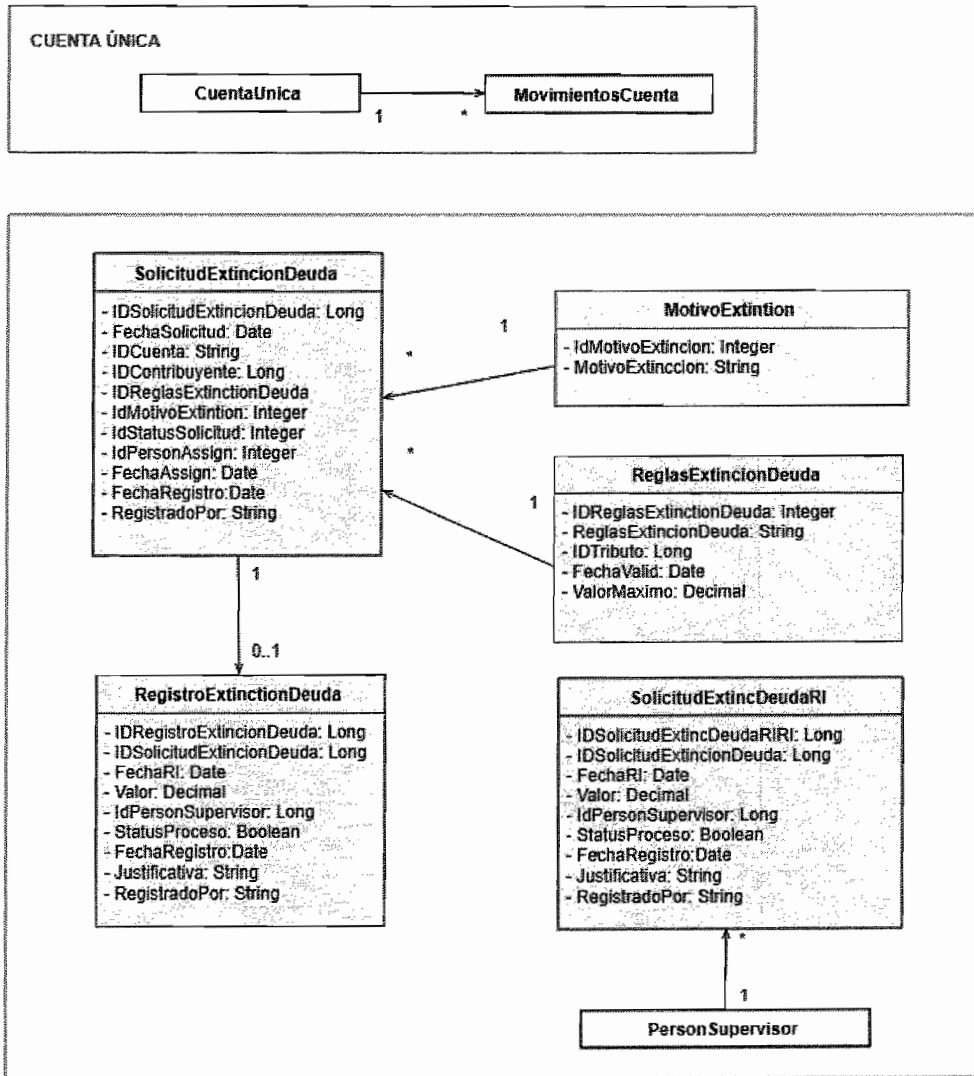 CUENTA ÚNICA
CuentaUnica
MovimientosCuenta
1
*
SolicitudExtincionDeuda
- IDSolicitudExtincionDeuda: Long
- FechaSolicitud: Date
- IDCuenta: String
- IDContribuyente: Long
- IDReglasExtinctionDeuda
- IdMotivoExtintion: Integer
- IdStatusSolicitud: Integer
- IdPersonAssign: Integer
- FechaAssign: Date
- FechaRegistro:Date
- RegistradoPor: String
MotivoExtintion
- IdMotivoExtincion: Integer
- MotivoExtinccion: String
1
*
ReglasExtincionDeuda
- IDReglasExtinctionDeuda: Integer
- ReglasExtincionDeuda: String
- IDTributo: Long
- FechaValid: Date
- ValorMaximo: Decimal
1
*
1
0..1
RegistroExtinctionDeuda
- IDRegistroExtincionDeuda: Long
- IDSolicitudExtincionDeuda: Long
- FechaRI: Date
- Valor: Decimal
- IdPersonSupervisor: Long
- StatusProceso: Boolean
- FechaRegistro:Date
- Justificativa: String
- RegistradoPor: String
SolicitudExtincDeudaRI
- IDSolicitudExtincDeudaRIRI: Long
- IDSolicitudExtincionDeuda: Long
- FechaRI: Date
- Valor: Decimal
- IdPersonSupervisor: Long
- StatusProceso: Boolean
- FechaRegistro:Date
- Justificativa: String
- RegistradoPor: String
*
1
PersonSupervisor